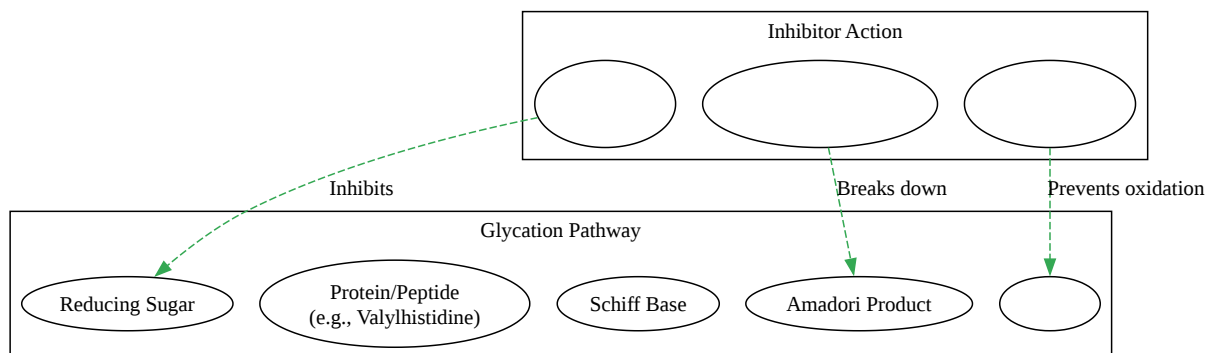 Inhibitor Action
Inhibits
Breaks down
Prevents oxidation
Glycation Pathway
Reducing Sugar
Protein/Peptide
(e.g., Valylhistidine)
Schiff Base
Amadori Product